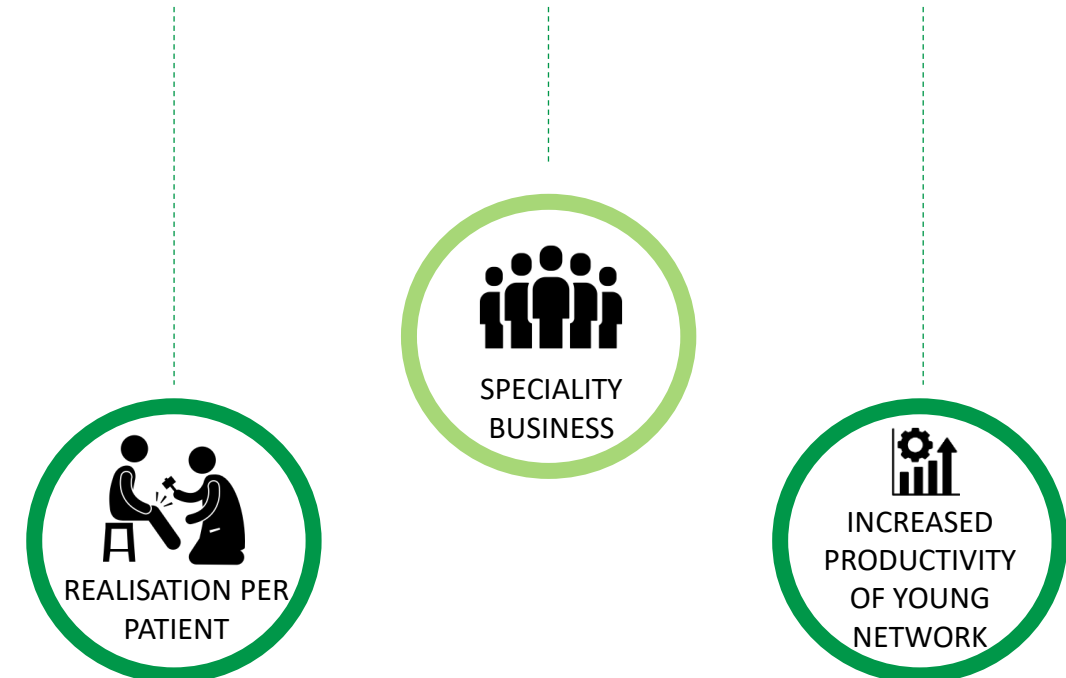 REALISATION PER
PATIENT
SPECIALITY
BUSINESS
INCREASED
PRODUCTIVITY
OF YOUNG
NETWORK